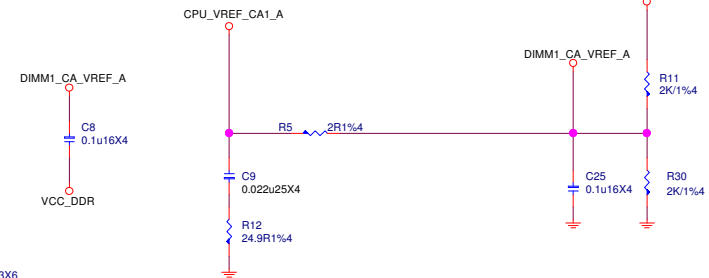 CPU_VREF_CA1_A
DIMM1_CA_VREF_A
DIMM1_CA_VREF_A
R11
2K/1%4
C8
0.1u16X4
R5
2R1%4
C9
0.022u25X4
C25
0.1u16X4
R30
2K/1%4
VCC_DDR
R12
24.9R1%4
3X6